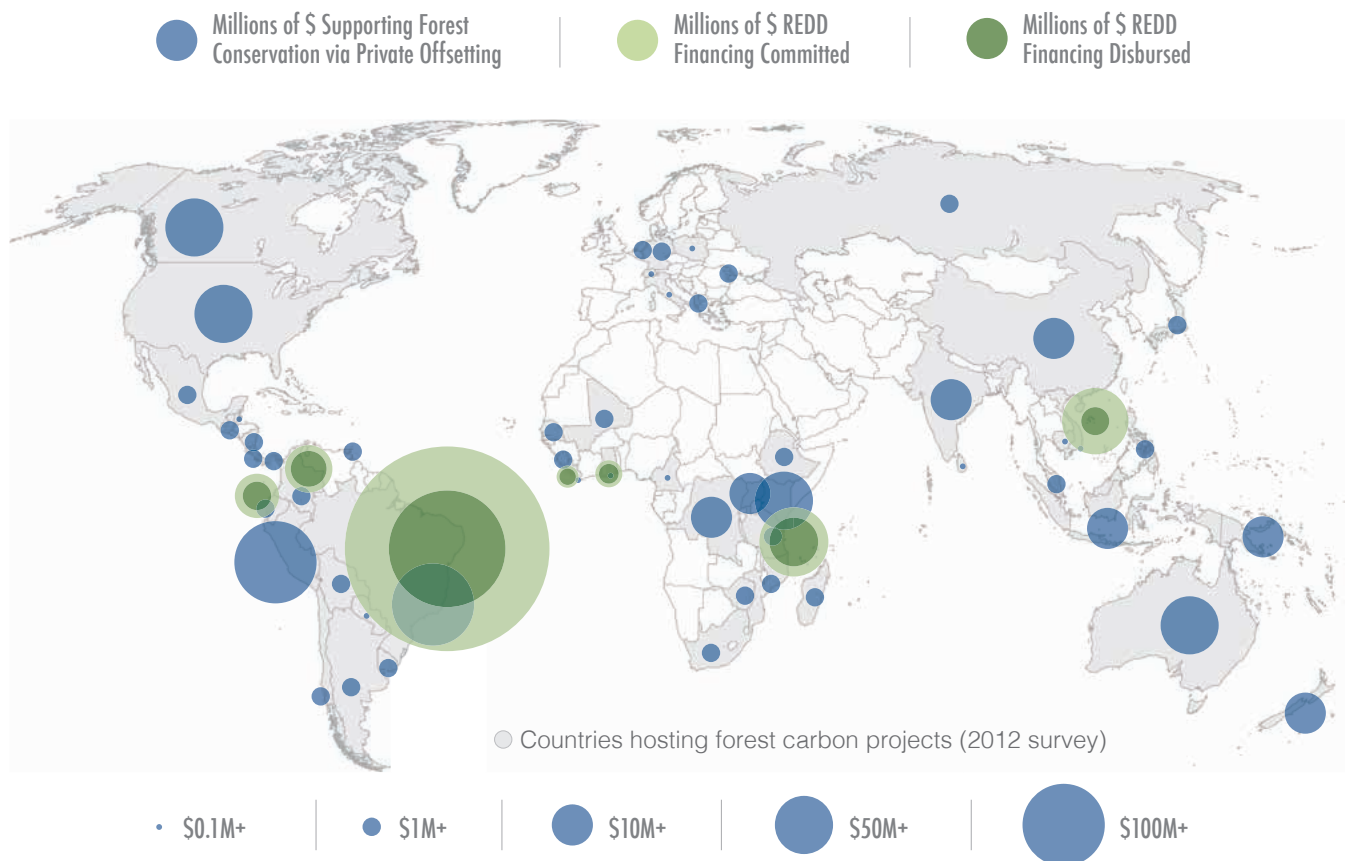 Millions of $ Supporting Forest
Conservation via Private Offsetting
Millions of $ REDD
Financing Committed
Millions of $ REDD
Financing Disbursed
Countries hosting forest carbon projects (2012 survey)
$0.1M+
$1M+
$10M+
$50M+
$100M+